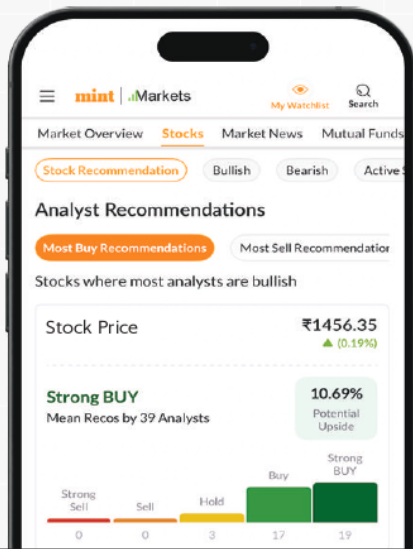 mint | Markets
My Watchlist
Search
Market Overview Stocks Market News Mutual Funds
Stock Recommendation Bullish Bearish Active
Analyst Recommendations
Most Buy Recommendations Most Sell Recommendation
Stocks where most analysts are bullish
Stock Price ₹1456.35
▲ (0.19%)
Strong BUY
Mean Recos by 39 Analysts
10.69%
Potential
Upside
Strong
Sell
Sell
Hold
Buy
Strong
BUY
0 0 3 17 19